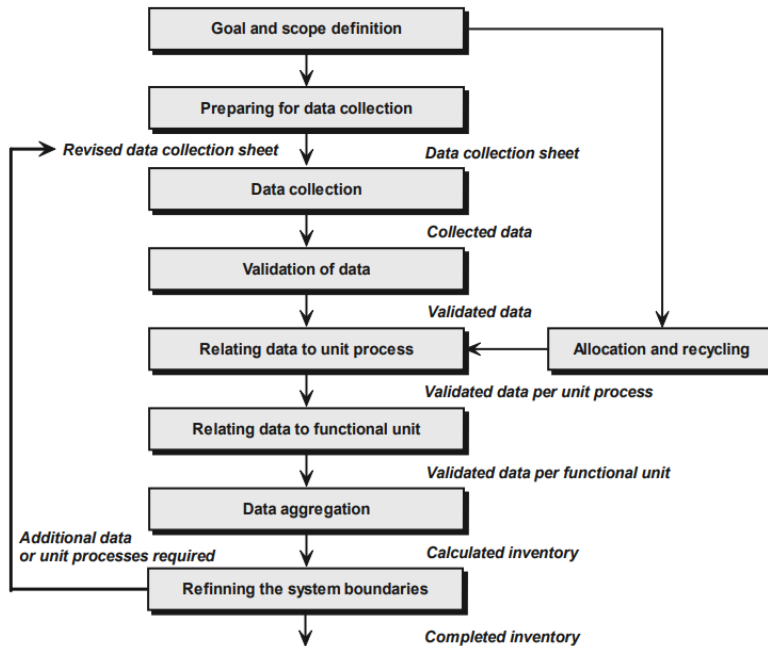 Goal and scope definition
Preparing for data collection
Revised data collection sheet
Data collection sheet
Data collection
Collected data
Validation of data
Validated data
Relating data to unit process
Allocation and recycling
Validated data per unit process
Relating data to functional unit
Validated data per functional unit
Data aggregation
Additional data
or unit processes required
Calculated inventory
Refinning the system boundaries
Completed inventory